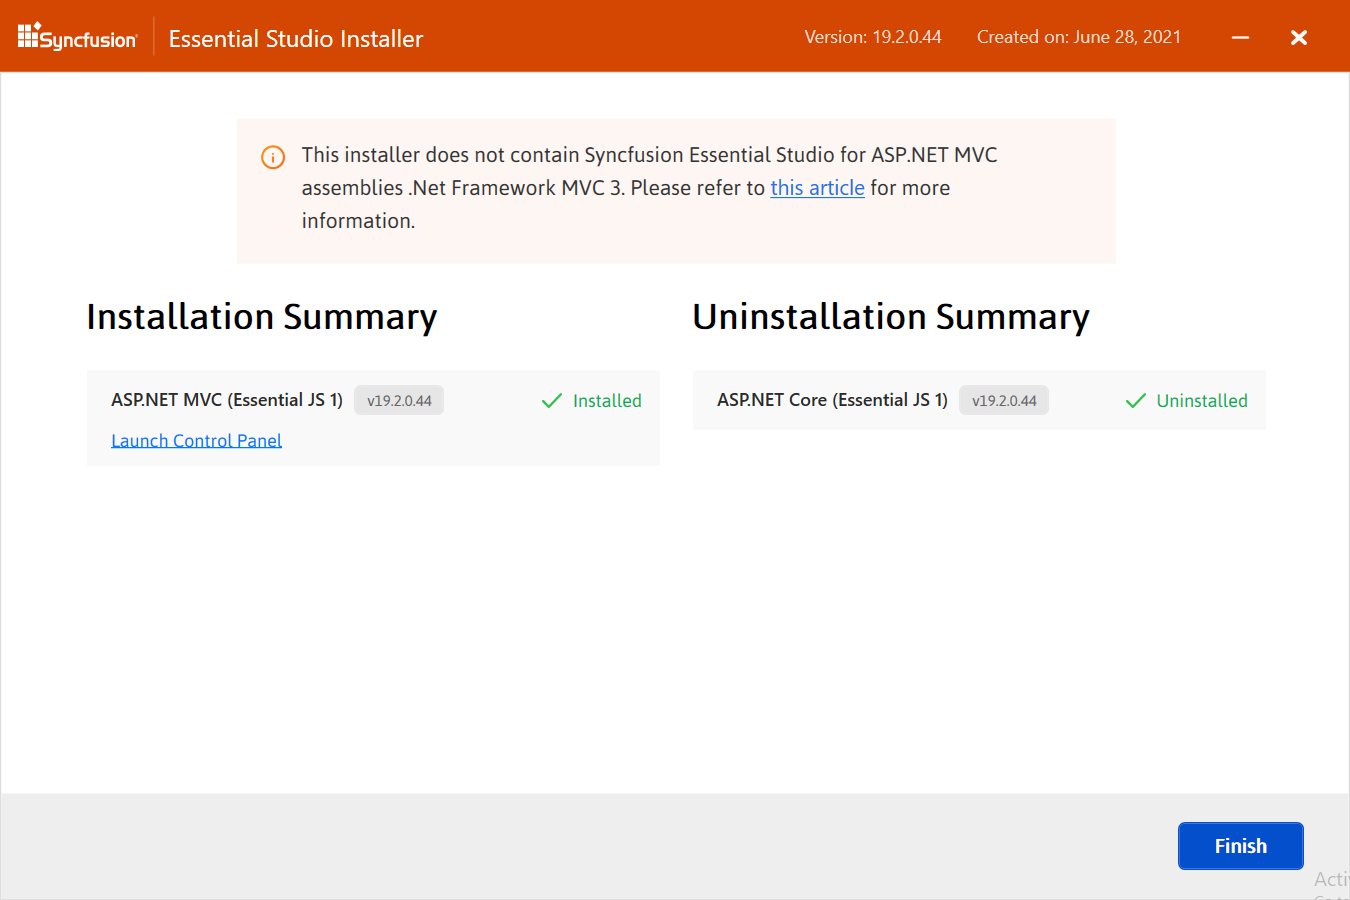 Syncfusion
Essential Studio Installer
Version: 19.2.0.44
Created on: June 28, 2021
This installer does not contain Syncfusion Essential Studio for ASP.NET MVC
assemblies .Net Framework MVC 3. Please refer to this article for more
information.
Installation Summary
ASP.NET MVC (Essential JS 1) v19.2.0.44 Installed
Launch Control Panel
Uninstallation Summary
ASP.NET Core (Essential JS 1) v19.2.0.44 Uninstalled
Finish
Acti